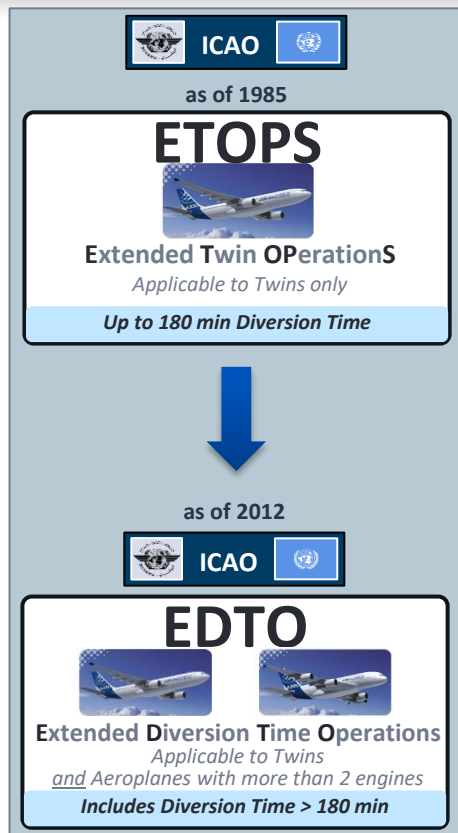 ICAO
as of 1985
ETOPS
Extended Twin OPerationS
Applicable to Twins only
Up to 180 min Diversion Time
as of 2012
ICAO
EDTO
Extended Diversion Time Operations
Applicable to Twins
and Aeroplanes with more than 2 engines
Includes Diversion Time > 180 min